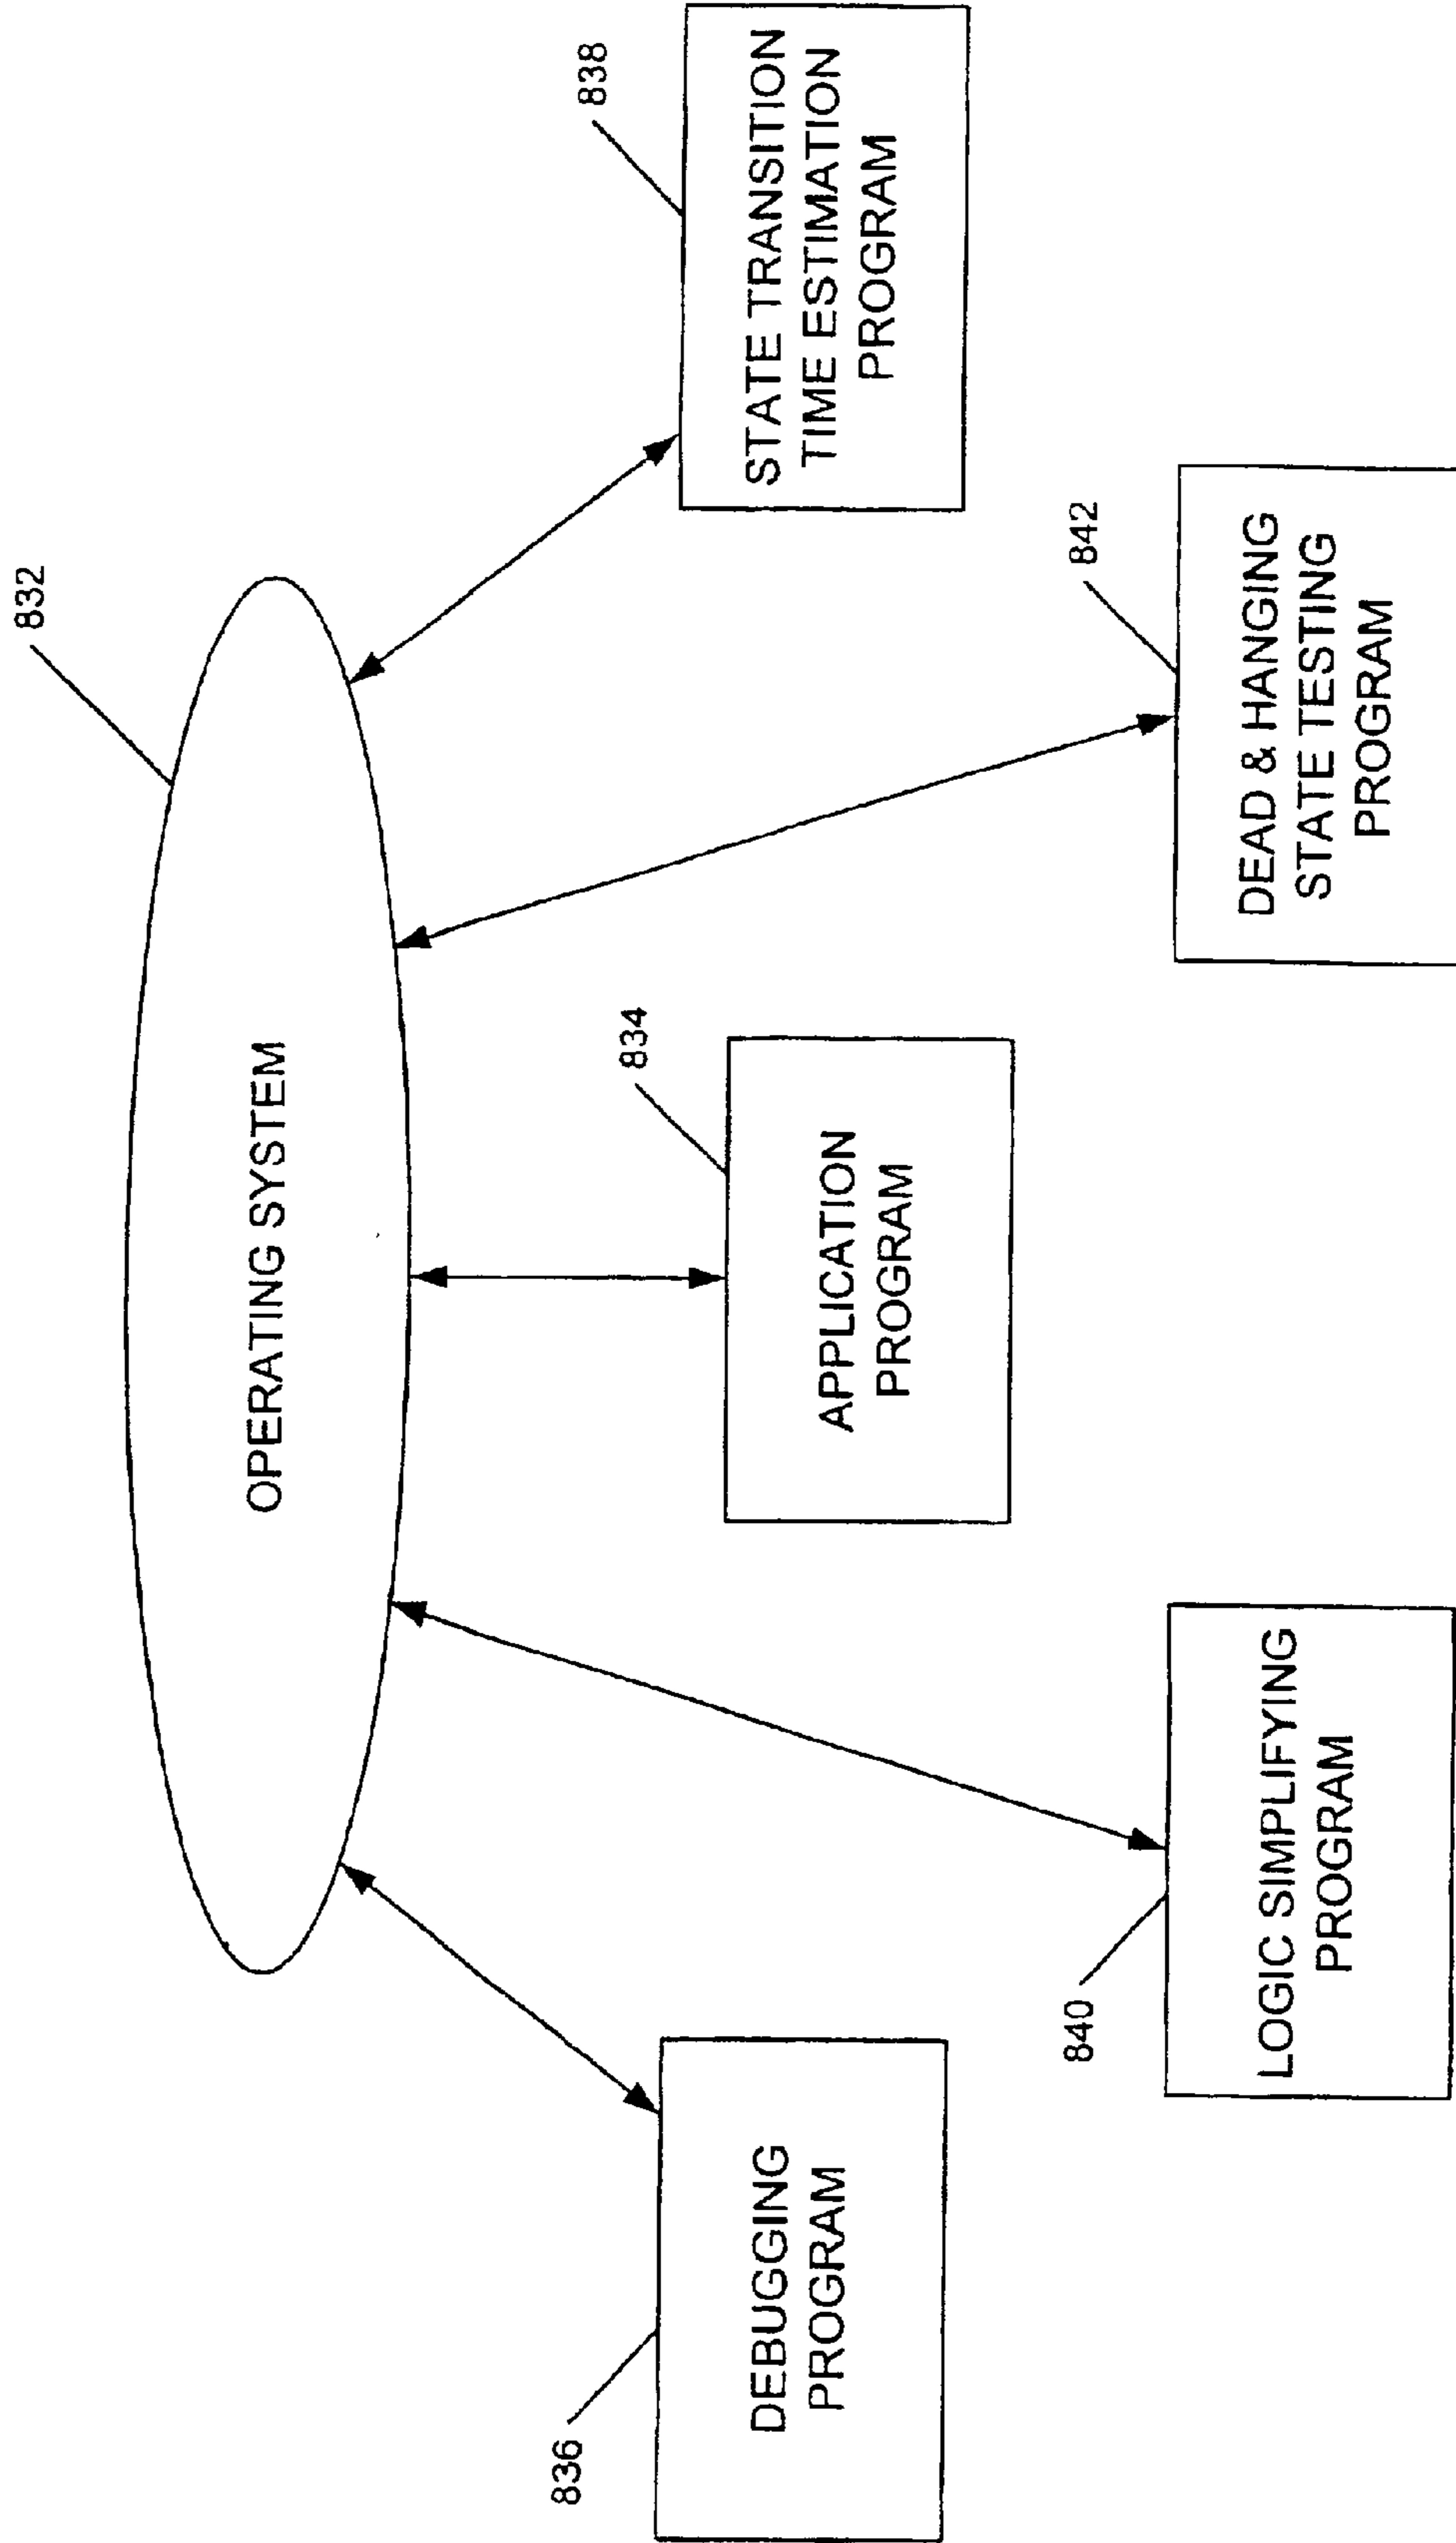 832
OPERATING SYSTEM
836
DEBUGGING
PROGRAM
840
LOGIC SIMPLIFYING
PROGRAM
834
APPLICATION
PROGRAM
842
DEAD & HANGING
STATE TESTING
PROGRAM
838
STATE TRANSITION
TIME ESTIMATION
PROGRAM